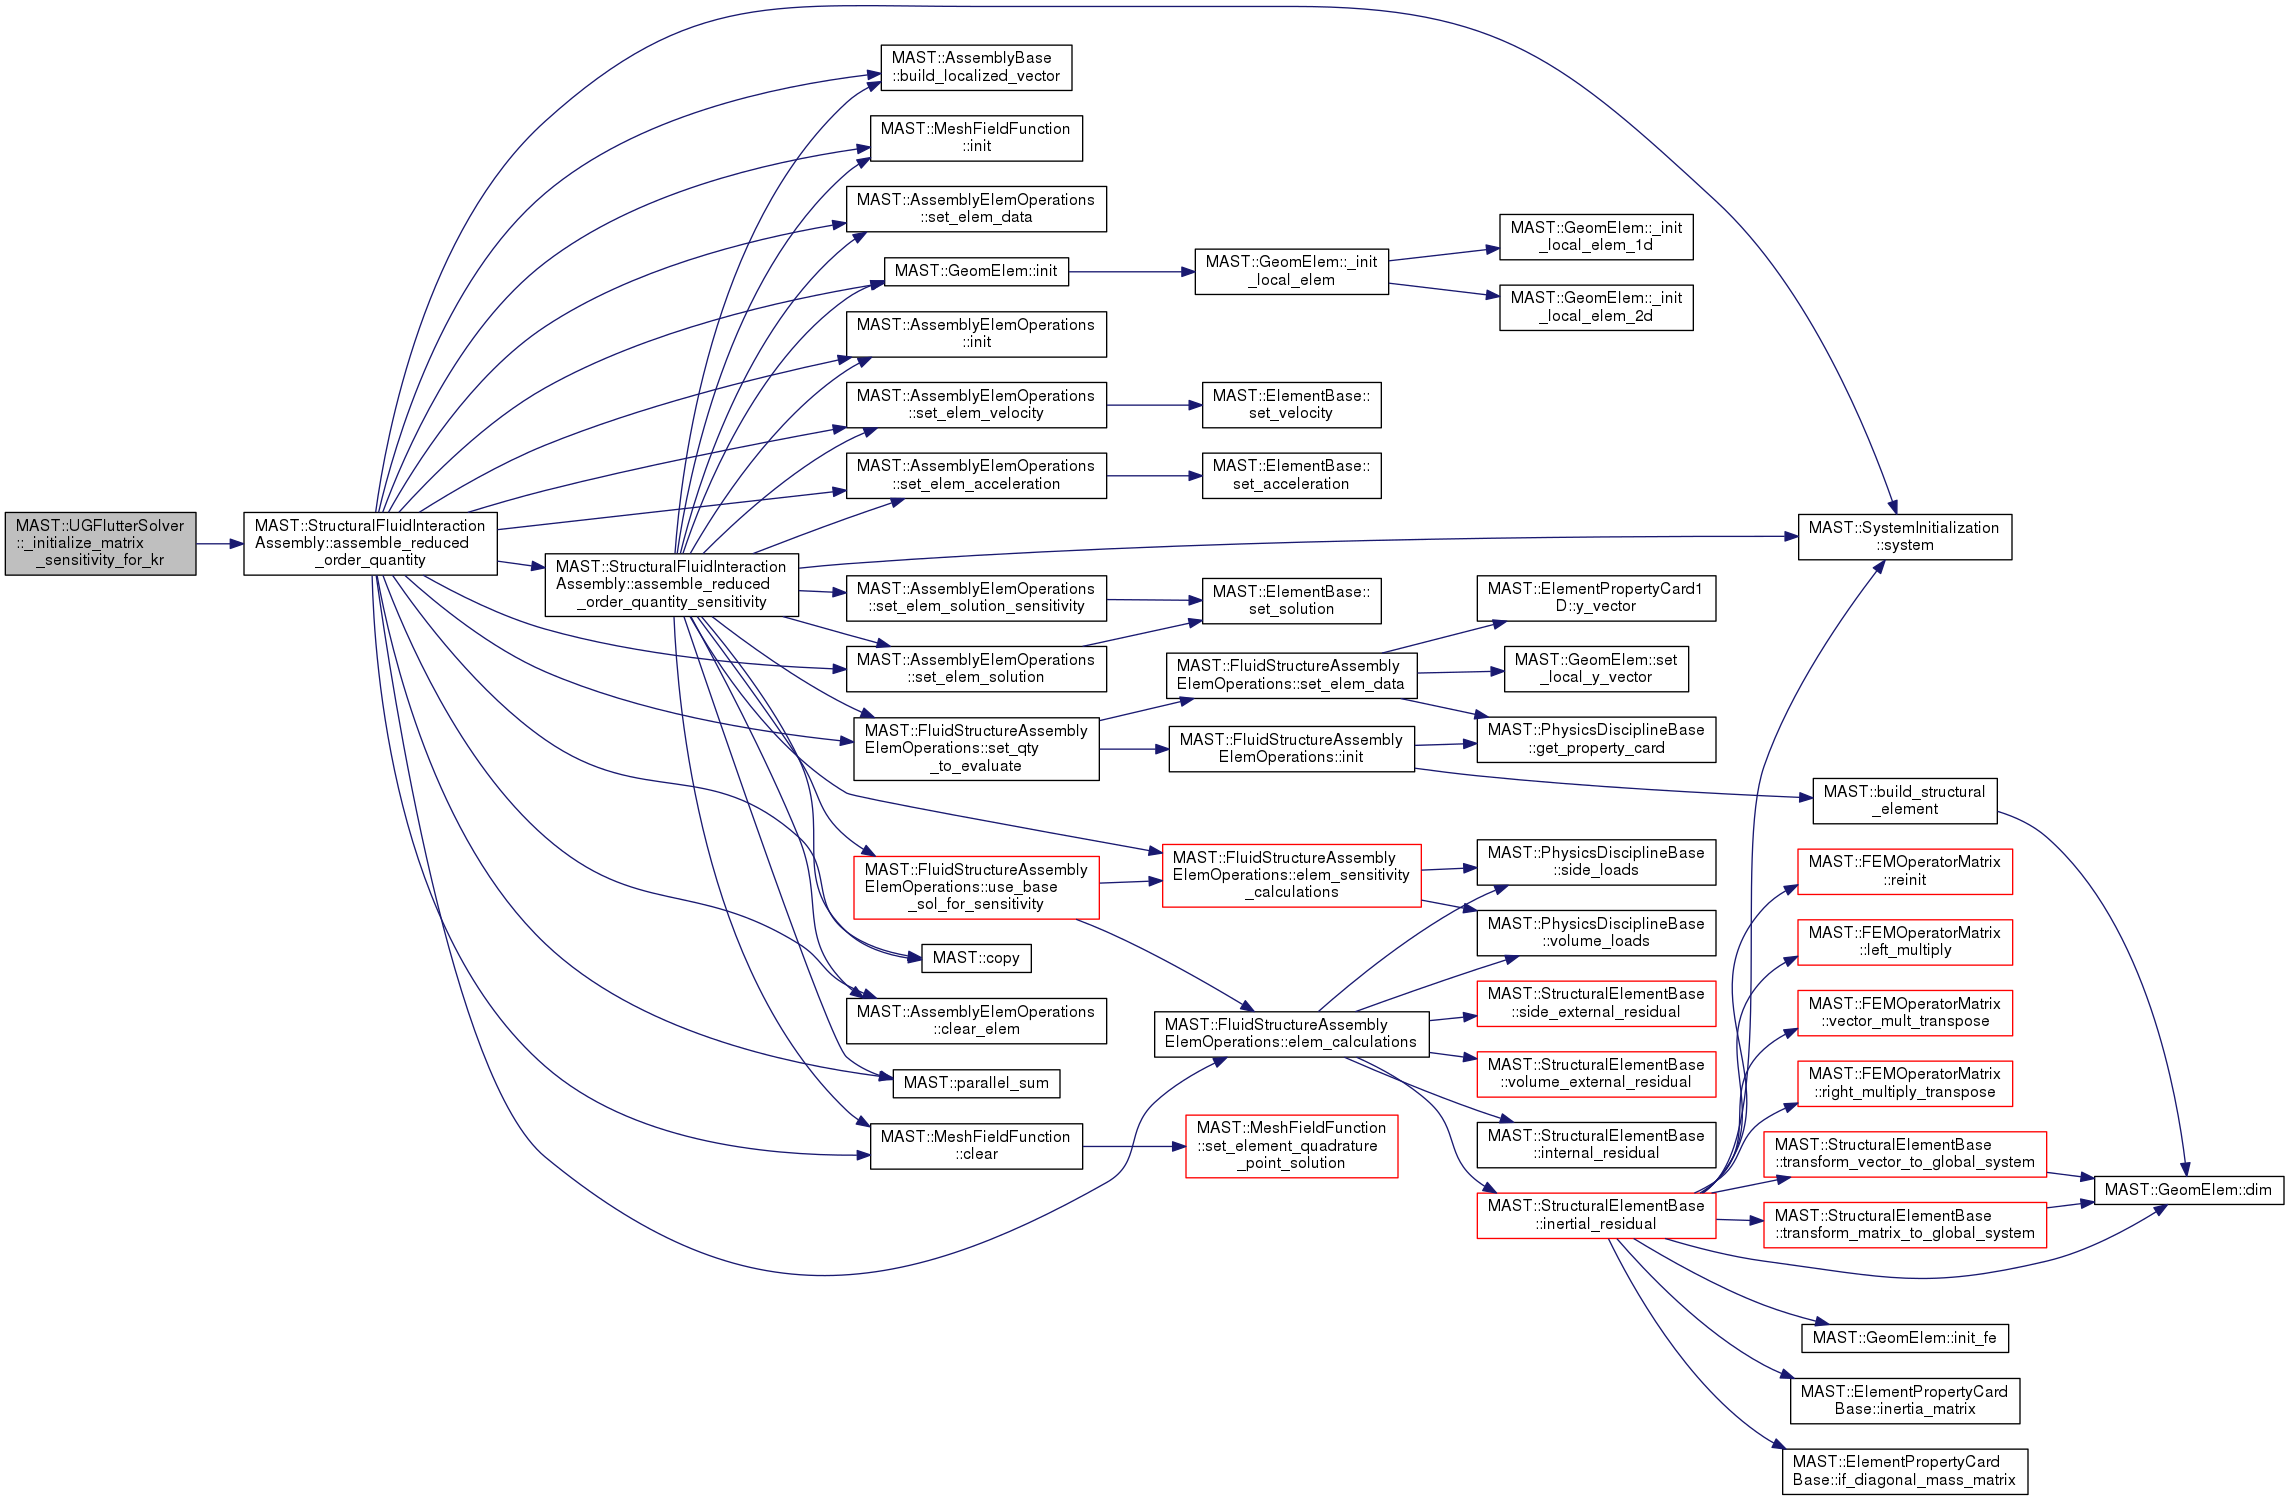 MAST::UGFlutterSolver
::_initialize_matrix
_sensitivity_for_kr
MAST::StructuralFluidInteraction
Assembly::assemble_reduced
_order_quantity
MAST::StructuralFluidInteraction
Assembly::assemble_reduced
_order_quantity_sensitivity
MAST::AssemblyBase
::build_localized_vector
MAST::MeshFieldFunction
::init
MAST::AssemblyElemOperations
::set_elem_data
MAST::GeomElem::init
MAST::AssemblyElemOperations
::init
MAST::AssemblyElemOperations
::set_elem_velocity
MAST::AssemblyElemOperations
::set_elem_acceleration
MAST::AssemblyElemOperations
::set_elem_solution_sensitivity
MAST::AssemblyElemOperations
::set_elem_solution
MAST::FluidStructureAssembly
ElemOperations::set_qty
_to_evaluate
MAST::FluidStructureAssembly
ElemOperations::use_base
_sol_for_sensitivity
MAST::copy
MAST::AssemblyElemOperations
::clear_elem
MAST::parallel_sum
MAST::MeshFieldFunction
::clear
MAST::GeomElem::_init
_local_elem
MAST::ElementBase::
set_velocity
MAST::ElementBase::
set_acceleration
MAST::ElementBase::
set_solution
MAST::FluidStructureAssembly
ElemOperations::set_elem_data
MAST::FluidStructureAssembly
ElemOperations::init
MAST::FluidStructureAssembly
ElemOperations::elem_sensitivity
_calculations
MAST::FluidStructureAssembly
ElemOperations::elem_calculations
MAST::MeshFieldFunction
::set_element_quadrature
_point_solution
MAST::GeomElem::_init
_local_elem_1d
MAST::GeomElem::_init
_local_elem_2d
MAST::ElementPropertyCard1
D::y_vector
MAST::GeomElem::set
_local_y_vector
MAST::PhysicsDisciplineBase
::get_property_card
MAST::PhysicsDisciplineBase
::side_loads
MAST::PhysicsDisciplineBase
::volume_loads
MAST::StructuralElementBase
::side_external_residual
MAST::StructuralElementBase
::volume_external_residual
MAST::StructuralElementBase
::internal_residual
MAST::StructuralElementBase
::inertial_residual
MAST::SystemInitialization
::system
MAST::build_structural
_element
MAST::FEMOperatorMatrix
::reinit
MAST::FEMOperatorMatrix
::left_multiply
MAST::FEMOperatorMatrix
::vector_mult_transpose
MAST::FEMOperatorMatrix
::right_multiply_transpose
MAST::StructuralElementBase
::transform_vector_to_global_system
MAST::StructuralElementBase
::transform_matrix_to_global_system
MAST::GeomElem::init_fe
MAST::ElementPropertyCard
Base::inertia_matrix
MAST::ElementPropertyCard
Base::if_diagonal_mass_matrix
MAST::GeomElem::dim